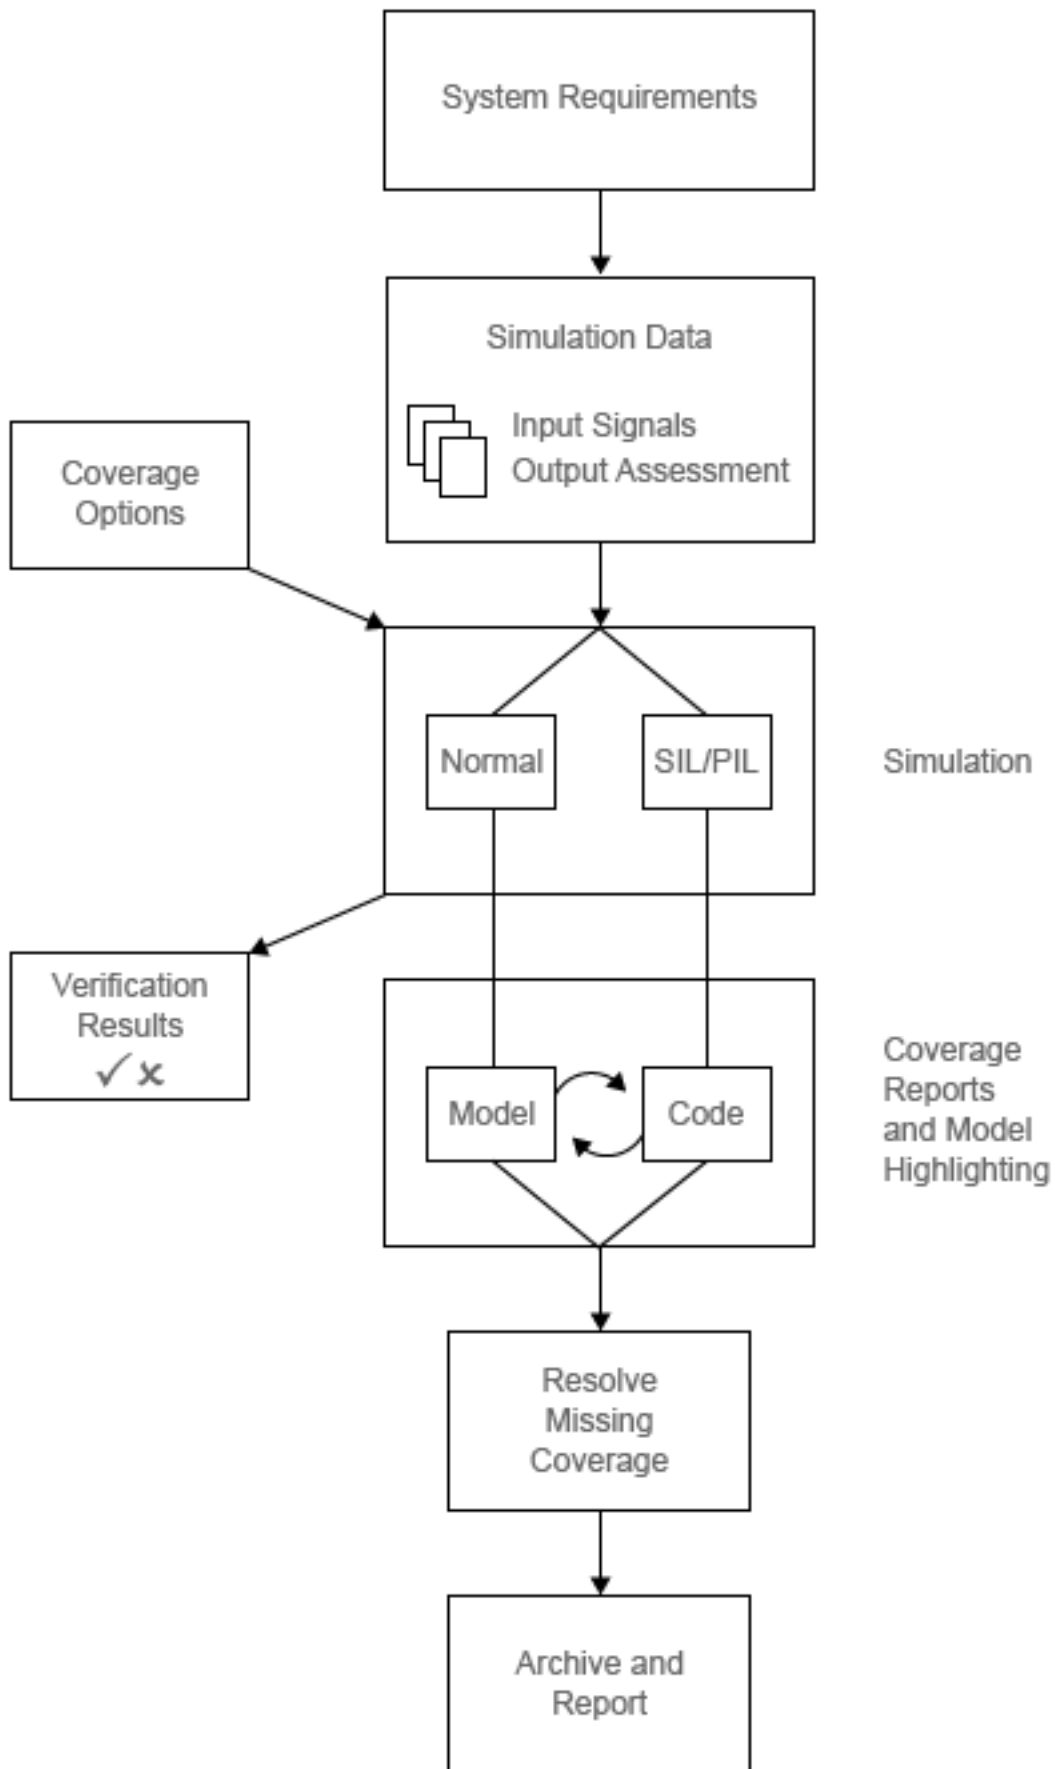 System Requirements
Simulation Data
Input Signals
Output Assessment
Coverage
Options
Normal
SIL/PIL
Simulation
Verification
Results
Model
Code
Coverage
Reports
and Model
Highlighting
Resolve
Missing
Coverage
Archive and
Report